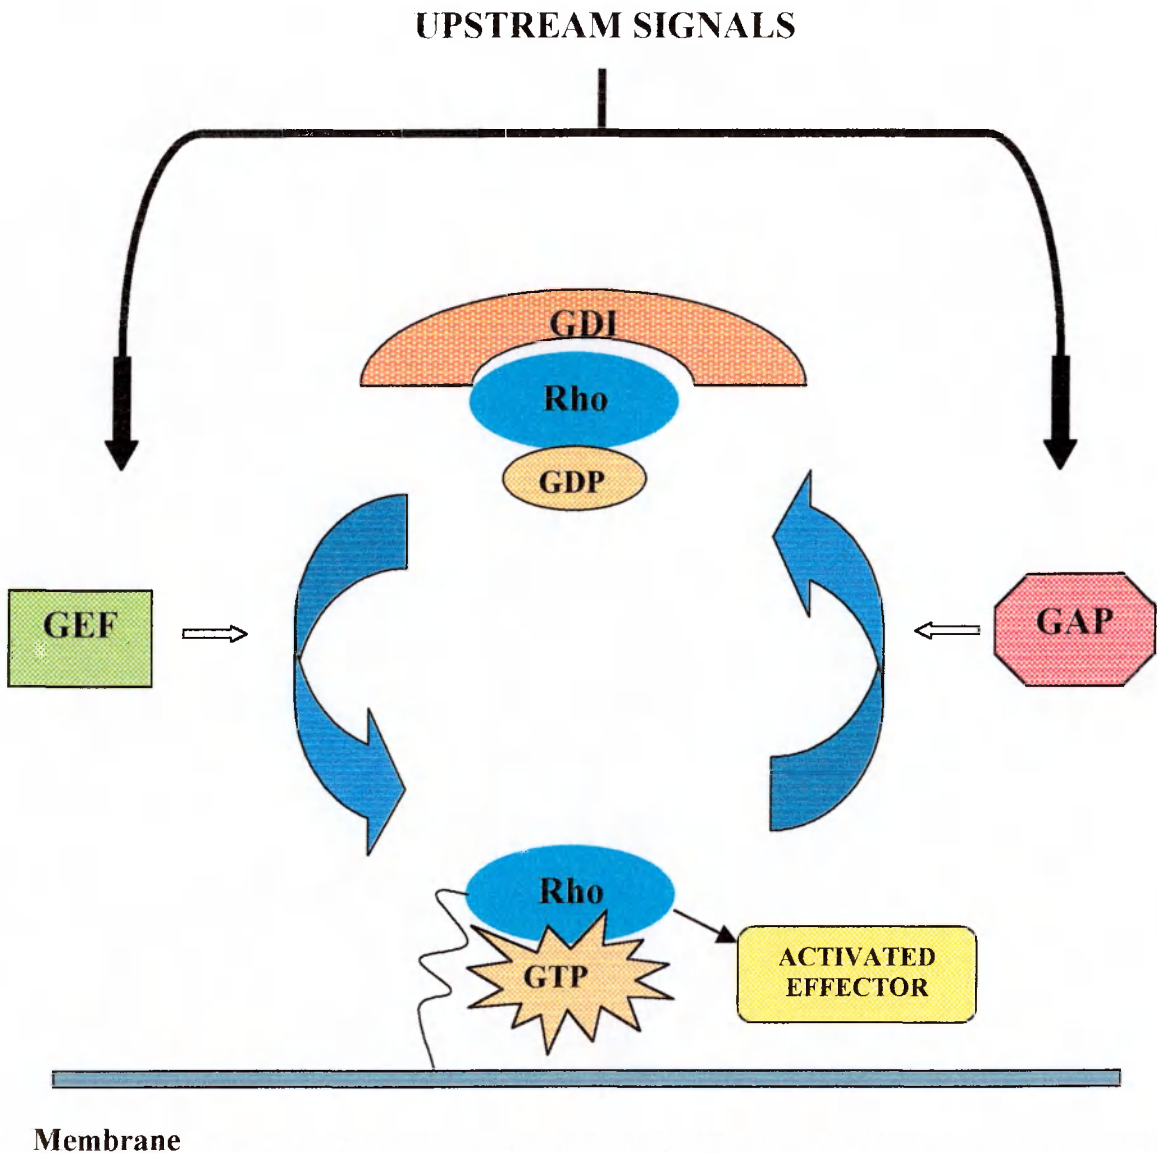 UPSTREAM SIGNALS
GDI
Rho
GDP
GEF
GAP
Rho
GTP
ACTIVATED
EFFECTOR
Membrane